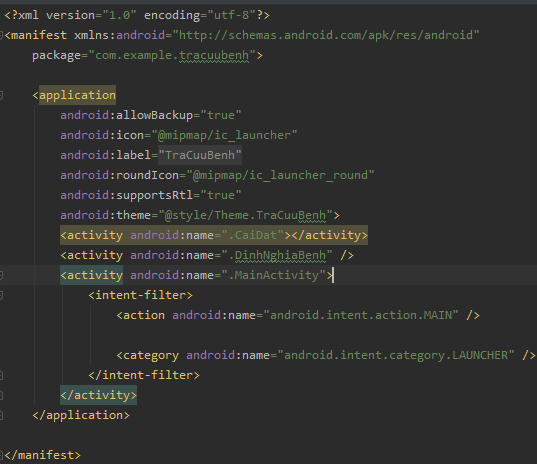 <?xml version="1.0" encoding="utf-8"?>
<manifest xmlns:android="http://schemas.android.com/apk/res/android"
    package="com.example.tracuubenh">

    <application
        android:allowBackup="true"
        android:icon="@mipmap/ic_launcher"
        android:label="TraCuuBenh"
        android:roundIcon="@mipmap/ic_launcher_round"
        android:supportsRtl="true"
        android:theme="@style/Theme.TraCuuBenh">
        <activity android:name=".CaiDat"></activity>
        <activity android:name=".DinhNghiaBenh" />
        <activity android:name=".MainActivity">
            <intent-filter>
                <action android:name="android.intent.action.MAIN" />

                <category android:name="android.intent.category.LAUNCHER" />
            </intent-filter>
        </activity>
    </application>

</manifest>